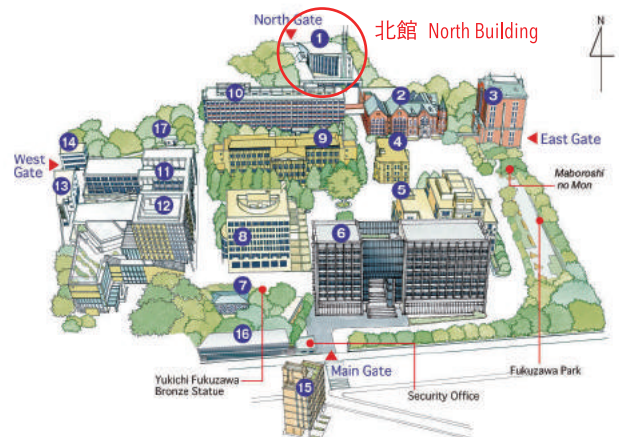 North Gate
1
北館 North Building
N
10
2
3
17
9
4
East Gate
14
West
Gate
11
Maboroshi
no Mon
13
5
12
8
6
7
16
Yukichi Fukuzawa
Bronze Statue
Main Gate
15
Security Office
Fukuzawa Park